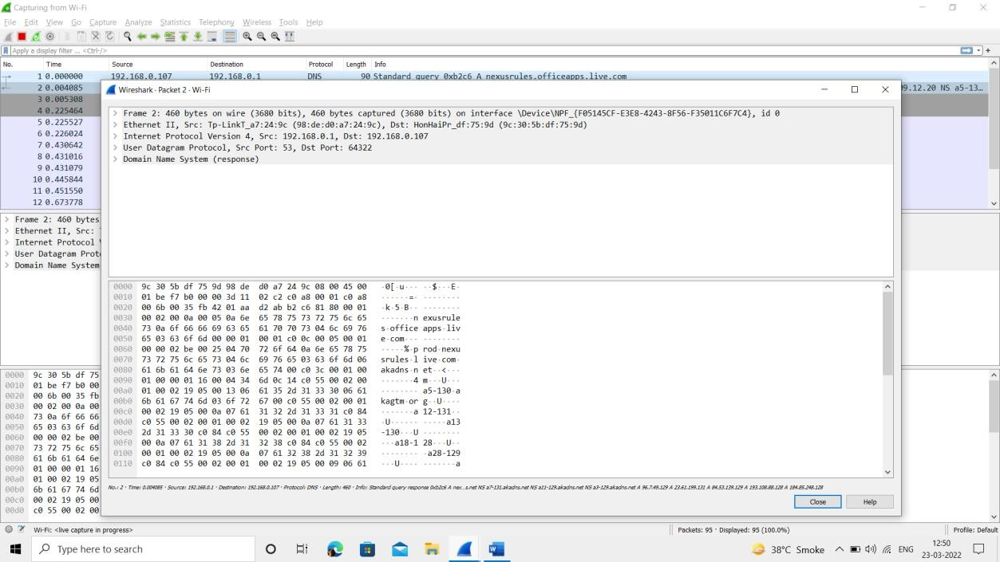 Capturing from Wi-Fi
File Edit View Go Capture Analyze Statistics Telephony Wireless Tools Help
Apply a display filter ... <Ctrl-/>
No. Time Source Destination Protocol Length Info
1 0.000000 192.168.0.107 192.168.0.1 DNS 90 Standard query 0xb2c6 A nexusrules.officeapps.live.com
2 0.004085 09.12.20 NS a5-13...
3 0.005308
4 0.225464
5 0.225527
6 0.226024
7 0.430642
8 0.431016
9 0.431079
10 0.445844
11 0.451550
12 0.673778
Frame 2: 460 bytes
Ethernet II, Src:
Internet Protocol
User Datagram Proto
Domain Name System
0000 9c 30 5b df 75
0010 01 be f7 b0 00
0020 00 6b 00 35 fb
0030 00 02 00 0a 00
0040 73 0a 6f 66 66
0050 65 03 63 6f 6d
0060 00 00 02 be 00
0070 73 72 75 6c 65
0080 61 6b 61 64 6e
0090 01 00 00 01 16
00a0 01 00 02 19 05
00b0 6b 61 67 74 6d
00c0 00 02 19 05 00
00d0 c0 55 00 02 00
Wireshark · Packet 2 · Wi-Fi
Frame 2: 460 bytes on wire (3680 bits), 460 bytes captured (3680 bits) on interface \Device\NPF_{F05145CF-E3E8-4243-8F56-F35011C6F7C4}, id 0
Ethernet II, Src: Tp-LinkT_a7:24:9c (98:de:d0:a7:24:9c), Dst: HonHaiPr_df:75:9d (9c:30:5b:df:75:9d)
Internet Protocol Version 4, Src: 192.168.0.1, Dst: 192.168.0.107
User Datagram Protocol, Src Port: 53, Dst Port: 64322
Domain Name System (response)
0000 9c 30 5b df 75 9d 98 de d0 a7 24 9c 08 00 45 00 ·0[·u··· ··$···E·
0010 01 be f7 b0 00 00 3d 11 02 c2 c0 a8 00 01 c0 a8 ······=· ········
0020 00 6b 00 35 fb 42 01 aa d2 ab b2 c6 81 80 00 01 ·k·5·B·· ········
0030 00 02 00 0a 00 05 0a 6e 65 78 75 73 72 75 6c 65 ·······n exusrule
0040 73 0a 6f 66 66 69 63 65 61 70 70 73 04 6c 69 76 s·office apps·liv
0050 65 03 63 6f 6d 00 00 01 00 01 c0 0c 00 05 00 01 e·com··· ········
0060 00 00 02 be 00 25 04 70 72 6f 64 0a 6e 65 78 75 ·····%·p rod·nexu
0070 73 72 75 6c 65 73 04 6c 69 76 65 03 63 6f 6d 06 srules·l ive·com·
0080 61 6b 61 64 6e 73 03 6e 65 74 00 c0 3c 00 01 00 akadns·n et··<···
0090 01 00 00 01 16 00 04 34 6d 0c 14 c0 55 00 02 00 ·······4 m···U···
00a0 01 00 02 19 05 00 13 06 61 35 2d 31 33 30 06 61 ········ a5-130·a
00b0 6b 61 67 74 6d 03 6f 72 67 00 c0 55 00 02 00 01 kagtm·or g··U····
00c0 00 02 19 05 00 0a 07 61 31 32 2d 31 33 31 c0 84 ·······a 12-131··
00d0 c0 55 00 02 00 01 00 02 19 05 00 0a 07 61 31 33 ·U······ ·····a13
00e0 2d 31 33 30 c0 84 c0 55 00 02 00 01 00 02 19 05 -130···U ········
00f0 00 0a 07 61 31 38 2d 31 32 38 c0 84 c0 55 00 02 ···a18-1 28···U··
0100 00 01 00 02 19 05 00 0a 07 61 32 38 2d 31 32 39 ········ ·a28-129
0110 c0 84 c0 55 00 02 00 01 00 02 19 05 00 09 06 61 ···U···· ·······a
No.: 2 · Time: 0.004085 · Source: 192.168.0.1 · Destination: 192.168.0.107 · Protocol: DNS · Length: 460 · Info: Standard query response 0xb2c6 A nex...s.net NS a7-131.akadns.net NS a11-129.akadns.net NS a3-129.akadns.net A 96.7.49.129 A 23.61.199.131 A 84.53.139.129 A 193.108.88.128 A 184.85.248.128
Close Help
Wi-Fi: <live capture in progress> Packets: 95 · Displayed: 95 (100.0%) Profile: Default
Type here to search
38°C Smoke ENG 12:50
23-03-2022